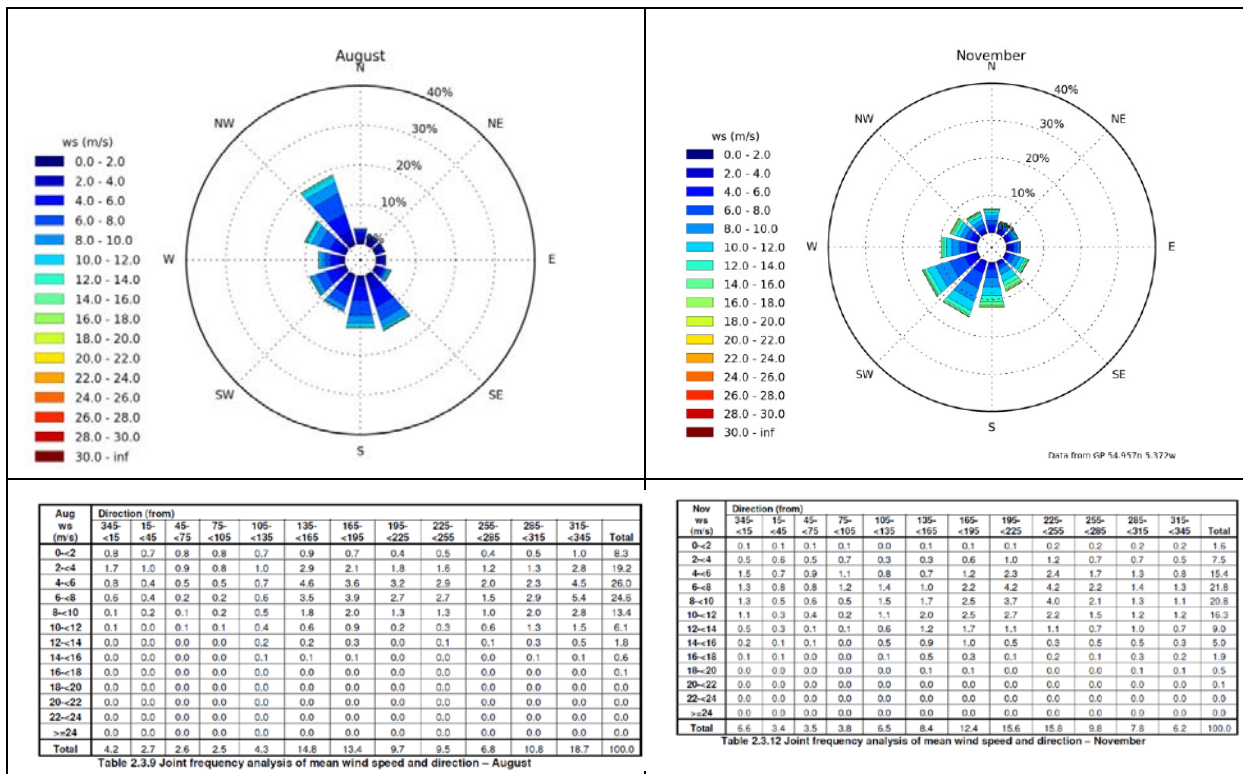 August
N
40%
30%
20%
10%
0%
NW
NE
W
E
SW
SE
S
ws (m/s)
0.0 - 2.0
2.0 - 4.0
4.0 - 6.0
6.0 - 8.0
8.0 - 10.0
10.0 - 12.0
12.0 - 14.0
14.0 - 16.0
16.0 - 18.0
18.0 - 20.0
20.0 - 22.0
22.0 - 24.0
24.0 - 26.0
26.0 - 28.0
28.0 - 30.0
30.0 - inf
November
N
40%
30%
20%
10%
0%
NW
NE
W
E
SW
SE
S
ws (m/s)
0.0 - 2.0
2.0 - 4.0
4.0 - 6.0
6.0 - 8.0
8.0 - 10.0
10.0 - 12.0
12.0 - 14.0
14.0 - 16.0
16.0 - 18.0
18.0 - 20.0
20.0 - 22.0
22.0 - 24.0
24.0 - 26.0
26.0 - 28.0
28.0 - 30.0
30.0 - inf
Data from GP 54.957n 5.372w
Aug Direction (from)
ws (m/s) 345-<15 15-<45 45-<75 75-<105 105-<135 135-<165 165-<195 195-<225 225-<255 255-<285 285-<315 315-<345 Total
0-<2 0.8 0.7 0.8 0.8 0.7 0.9 0.7 0.4 0.5 0.4 0.5 1.0 8.3
2-<4 1.7 1.0 0.9 0.8 1.0 2.9 2.1 1.8 1.6 1.2 1.3 2.8 19.2
4-<6 0.8 0.4 0.5 0.5 0.7 4.6 3.6 3.2 2.9 2.0 2.3 4.5 26.0
6-<8 0.6 0.4 0.2 0.2 0.6 3.5 3.9 2.7 2.7 1.5 2.9 5.4 24.6
8-<10 0.1 0.2 0.1 0.2 0.5 1.8 2.0 1.3 1.3 1.0 2.0 2.8 13.4
10-<12 0.1 0.0 0.1 0.1 0.4 0.6 0.9 0.2 0.3 0.6 1.3 1.5 6.1
12-<14 0.0 0.0 0.0 0.0 0.2 0.2 0.3 0.0 0.1 0.1 0.3 0.5 1.8
14-<16 0.0 0.0 0.0 0.0 0.1 0.1 0.1 0.0 0.0 0.0 0.1 0.1 0.6
16-<18 0.0 0.0 0.0 0.0 0.0 0.0 0.0 0.0 0.0 0.0 0.0 0.0 0.1
18-<20 0.0 0.0 0.0 0.0 0.0 0.0 0.0 0.0 0.0 0.0 0.0 0.0 0.0
20-<22 0.0 0.0 0.0 0.0 0.0 0.0 0.0 0.0 0.0 0.0 0.0 0.0 0.0
22-<24 0.0 0.0 0.0 0.0 0.0 0.0 0.0 0.0 0.0 0.0 0.0 0.0 0.0
>=24 0.0 0.0 0.0 0.0 0.0 0.0 0.0 0.0 0.0 0.0 0.0 0.0 0.0
Total 4.2 2.7 2.6 2.5 4.3 14.8 13.4 9.7 9.5 6.8 10.8 18.7 100.0
Table 2.3.9 Joint frequency analysis of mean wind speed and direction – August
Nov Direction (from)
ws (m/s) 345-<15 15-<45 45-<75 75-<105 105-<135 135-<165 165-<195 195-<225 225-<255 255-<285 285-<315 315-<345 Total
0-<2 0.1 0.1 0.1 0.1 0.0 0.1 0.1 0.1 0.2 0.2 0.2 0.2 1.6
2-<4 0.5 0.6 0.5 0.7 0.3 0.3 0.6 1.0 1.2 0.7 0.7 0.5 7.5
4-<6 1.5 0.7 0.9 1.1 0.8 0.7 1.2 2.3 2.4 1.7 1.3 0.8 15.4
6-<8 1.3 0.8 0.8 1.2 1.4 1.0 2.2 4.2 4.2 2.2 1.4 1.3 21.8
8-<10 1.3 0.5 0.6 0.5 1.5 1.7 2.5 3.7 4.0 2.1 1.3 1.1 20.8
10-<12 1.1 0.3 0.4 0.2 1.1 2.0 2.5 2.7 2.2 1.5 1.2 1.2 16.3
12-<14 0.5 0.3 0.1 0.1 0.6 1.2 1.7 1.1 1.1 0.7 1.0 0.7 9.0
14-<16 0.2 0.1 0.1 0.0 0.5 0.9 1.0 0.5 0.3 0.5 0.5 0.3 5.0
16-<18 0.1 0.1 0.0 0.0 0.1 0.5 0.3 0.1 0.2 0.1 0.3 0.2 1.9
18-<20 0.0 0.0 0.0 0.0 0.0 0.1 0.1 0.0 0.0 0.0 0.1 0.1 0.5
20-<22 0.0 0.0 0.0 0.0 0.0 0.0 0.0 0.0 0.0 0.0 0.0 0.0 0.1
22-<24 0.0 0.0 0.0 0.0 0.0 0.0 0.0 0.0 0.0 0.0 0.0 0.0 0.0
>=24 0.0 0.0 0.0 0.0 0.0 0.0 0.0 0.0 0.0 0.0 0.0 0.0 0.0
Total 6.6 3.4 3.5 3.8 6.5 8.4 12.4 15.6 15.8 9.8 7.8 6.2 100.0
Table 2.3.12 Joint frequency analysis of mean wind speed and direction – November